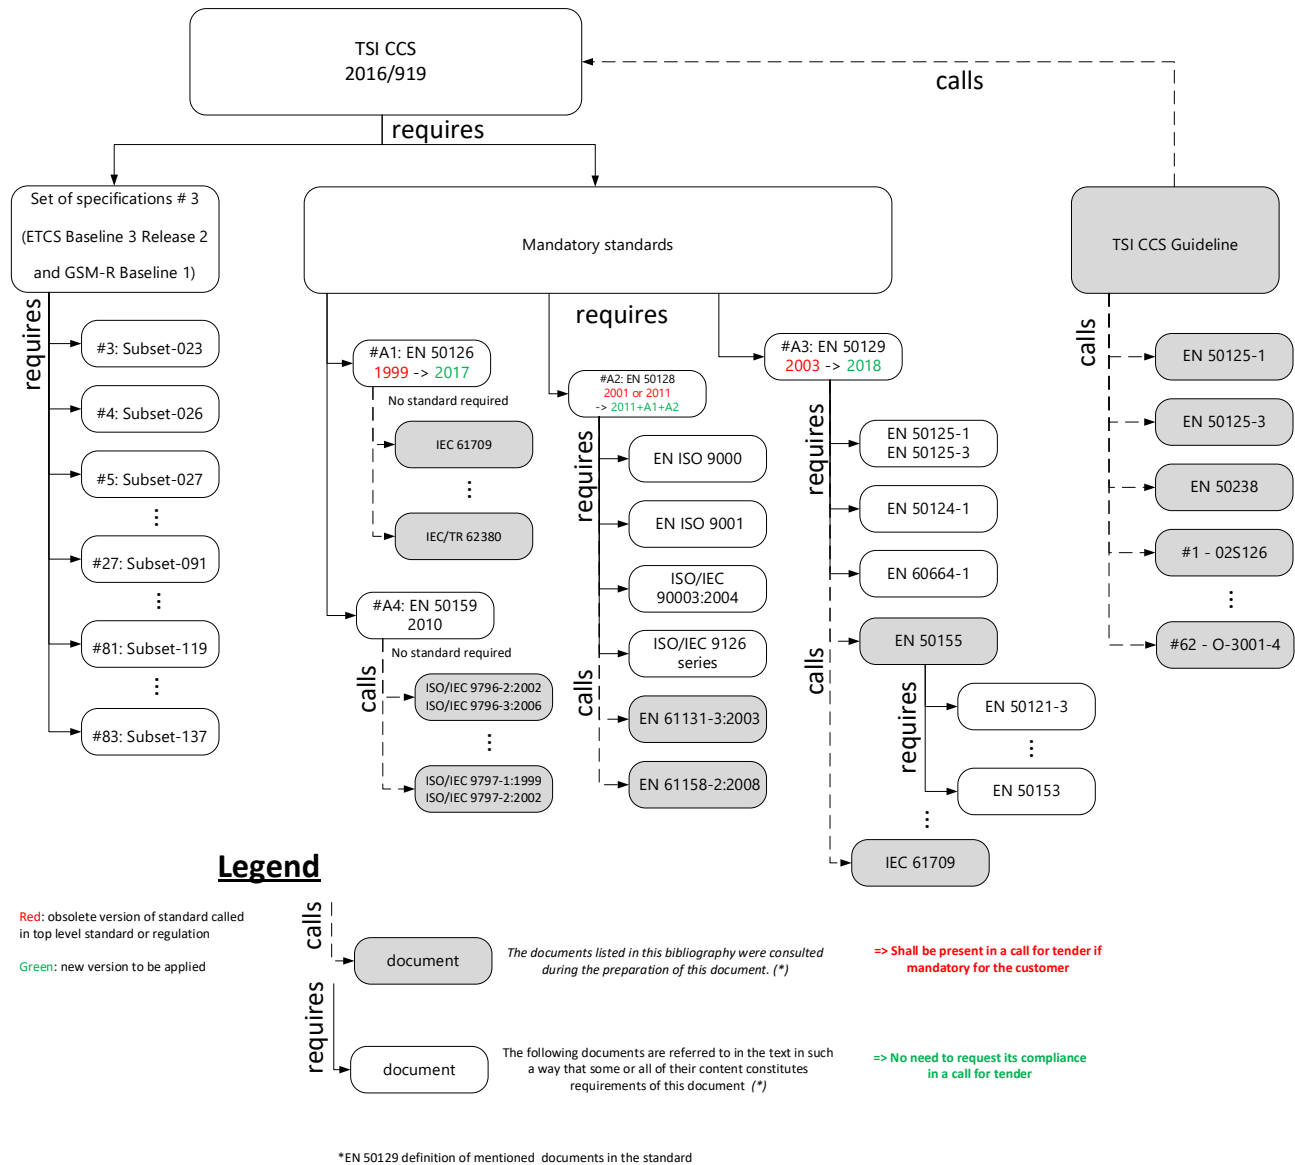 TSI CCS
2016/919
calls
requires
Set of specifications # 3
(ETCS Baseline 3 Release 2
and GSM-R Baseline 1)
Mandatory standards
TSI CCS Guideline
requires
#3: Subset-023
#4: Subset-026
#5: Subset-027
⋮
#27: Subset-091
⋮
#81: Subset-119
⋮
#83: Subset-137
requires
#A1: EN 50126
1999 -> 2017
No standard required
IEC 61709
⋮
IEC/TR 62380
#A4: EN 50159
2010
No standard required
calls
ISO/IEC 9796-2:2002
ISO/IEC 9796-3:2006
⋮
ISO/IEC 9797-1:1999
ISO/IEC 9797-2:2002
#A2: EN 50128
2001 or 2011
-> 2011+A1+A2
requires
EN ISO 9000
EN ISO 9001
ISO/IEC
90003:2004
ISO/IEC 9126
series
calls
EN 61131-3:2003
EN 61158-2:2008
#A3: EN 50129
2003 -> 2018
requires
EN 50125-1
EN 50125-3
EN 50124-1
EN 60664-1
calls
EN 50155
requires
EN 50121-3
⋮
EN 50153
⋮
IEC 61709
calls
EN 50125-1
EN 50125-3
EN 50238
#1 - 02S126
⋮
#62 - O-3001-4
Legend
Red: obsolete version of standard called
in top level standard or regulation
Green: new version to be applied
calls
document
The documents listed in this bibliography were consulted
during the preparation of this document. (*)
=> Shall be present in a call for tender if
mandatory for the customer
requires
document
The following documents are referred to in the text in such
a way that some or all of their content constitutes
requirements of this document (*)
=> No need to request its compliance
in a call for tender
*EN 50129 definition of mentioned documents in the standard